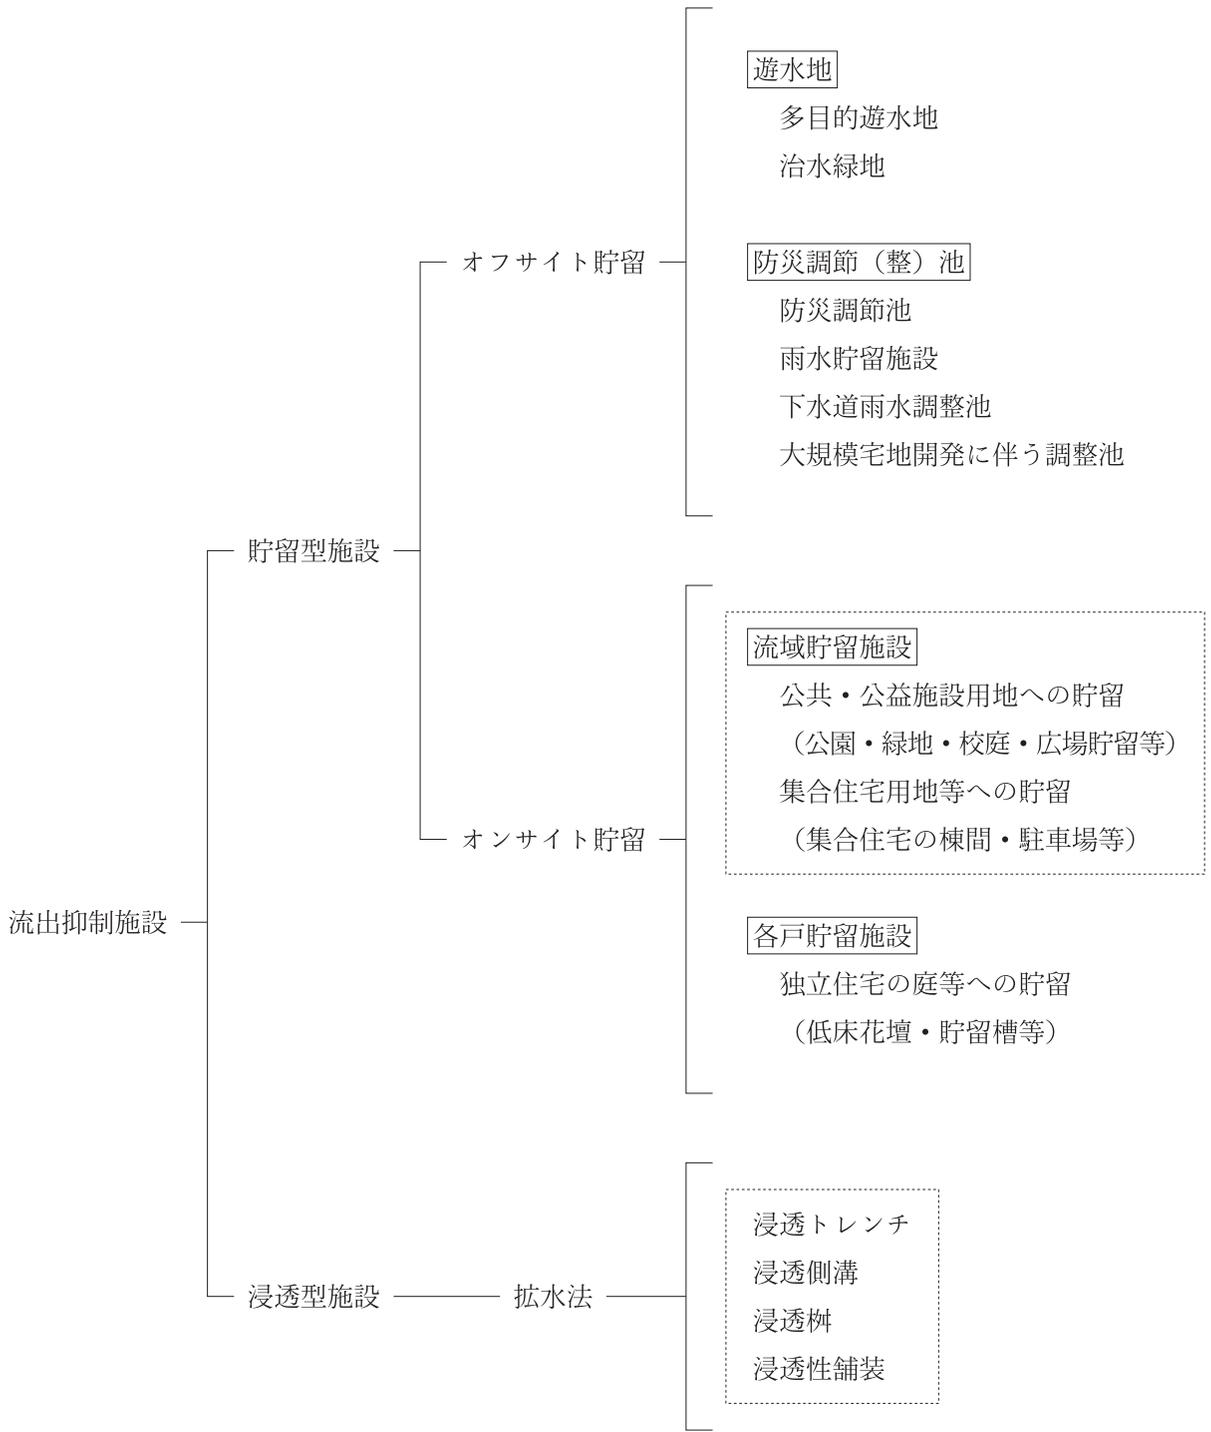 遊水地
多目的遊水地
治水緑地
オフサイト貯留
防災調節（整）池
防災調節池
雨水貯留施設
下水道雨水調整池
大規模宅地開発に伴う調整池
貯留型施設
流域貯留施設
公共・公益施設用地への貯留
（公園・緑地・校庭・広場貯留等）
集合住宅用地等への貯留
オンサイト貯留
（集合住宅の棟間・駐車場等）
流出抑制施設
各戸貯留施設
独立住宅の庭等への貯留
（低床花壇・貯留槽等）
浸透トレンチ
浸透側溝
浸透型施設
拡水法
浸透桝
浸透性舗装